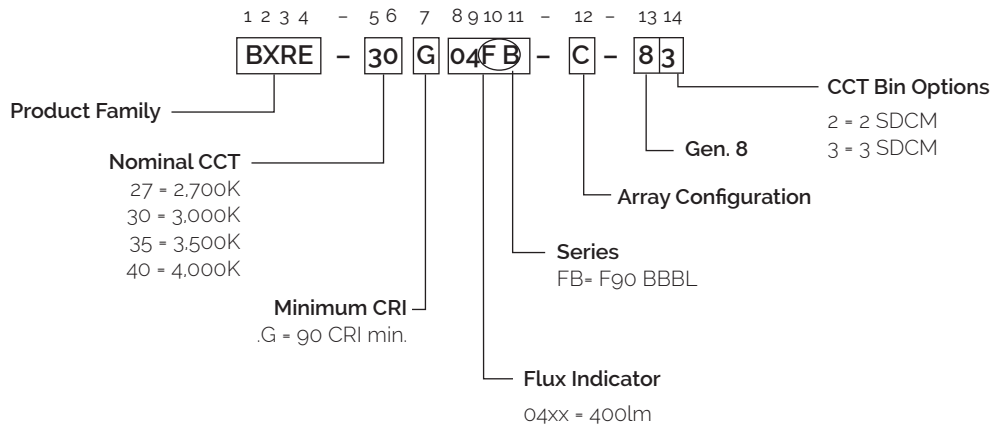 1 2 3 4 – 5 6 7 8 9 10 11 – 12 – 13 14
BXRE – 30 G 04F B – C – 8 3
Product Family
CCT Bin Options
2 = 2 SDCM
3 = 3 SDCM
Gen. 8
Nominal CCT
27 = 2,700K
30 = 3,000K
35 = 3,500K
40 = 4,000K
Array Configuration
Series
FB= F90 BBBL
Minimum CRI
.G = 90 CRI min.
Flux Indicator
04xx = 400lm